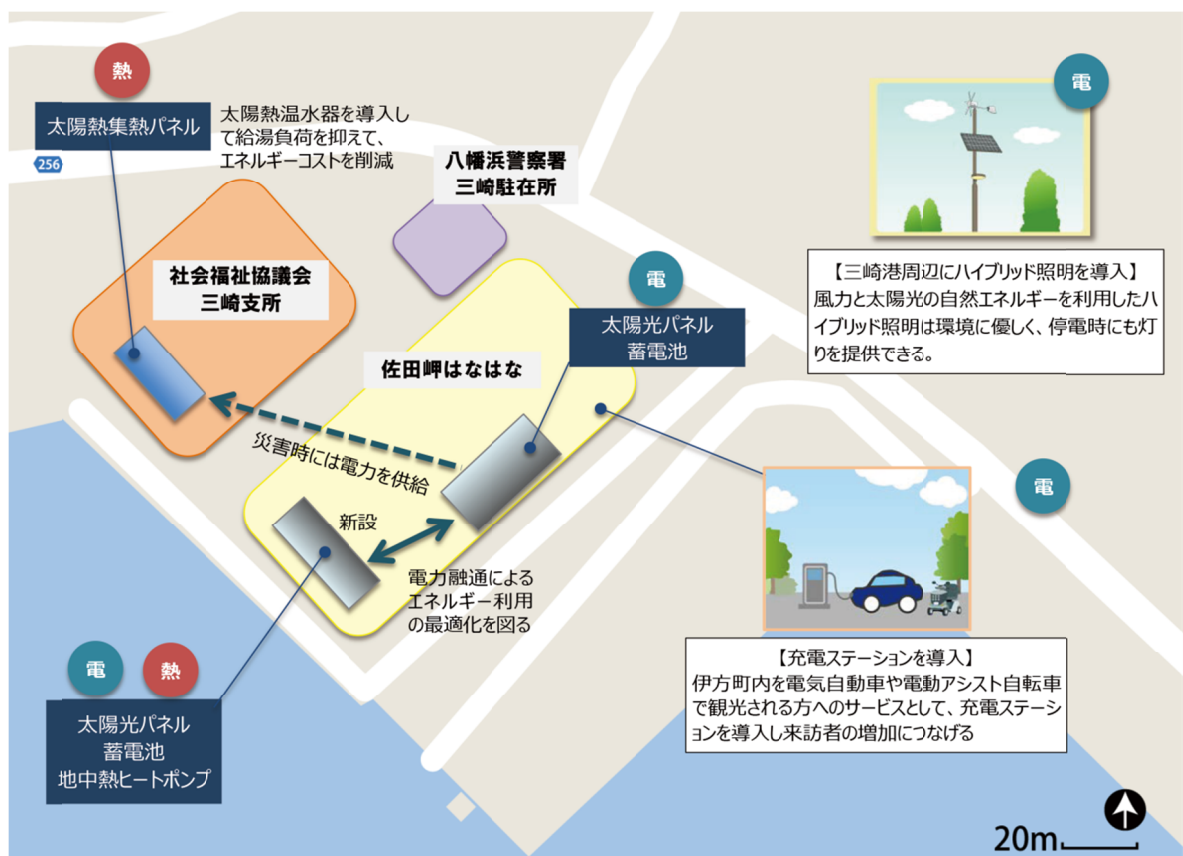 熱
太陽熱集熱パネル
太陽熱温水器を導入し
て給湯負荷を抑えて、
エネルギーコストを削減
256
八幡浜警察署
三崎駐在所
電
【三崎港周辺にハイブリッド照明を導入】
風力と太陽光の自然エネルギーを利用したハ
イブリッド照明は環境に優しく、停電時にも灯
りを提供できる。
社会福祉協議会
三崎支所
電
太陽光パネル
蓄電池
佐田岬はなはな
災害時には電力を供給
新設
電力融通による
エネルギー利用
の最適化を図る
電
【充電ステーションを導入】
伊方町内を電気自動車や電動アシスト自転車
で観光される方へのサービスとして、充電ステーシ
ョンを導入し来訪者の増加につなげる
電
熱
太陽光パネル
蓄電池
地中熱ヒートポンプ
20m